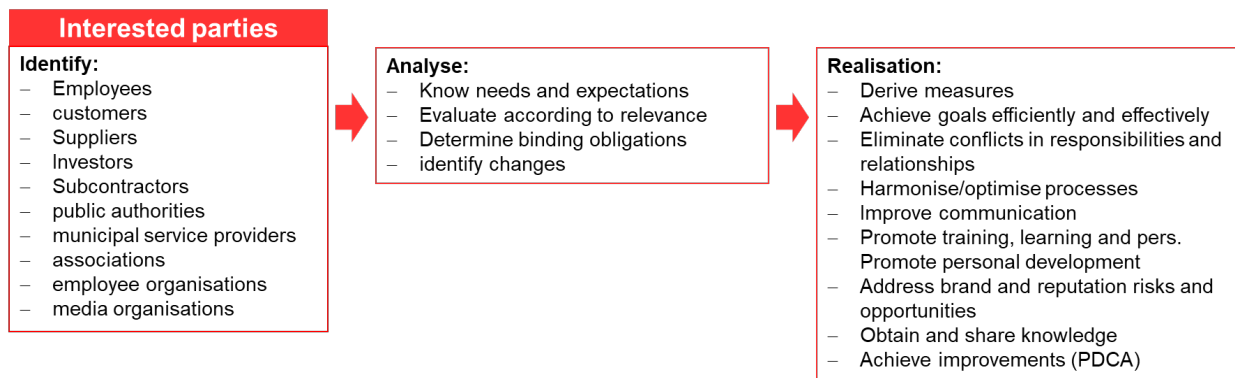 Interested parties
Identify:
– Employees
– customers
– Suppliers
– Investors
– Subcontractors
– public authorities
– municipal service providers
– associations
– employee organisations
– media organisations
Analyse:
– Know needs and expectations
– Evaluate according to relevance
– Determine binding obligations
– identify changes
Realisation:
– Derive measures
– Achieve goals efficiently and effectively
– Eliminate conflicts in responsibilities and
relationships
– Harmonise/optimise processes
– Improve communication
– Promote training, learning and pers.
Promote personal development
– Address brand and reputation risks and
opportunities
– Obtain and share knowledge
– Achieve improvements (PDCA)